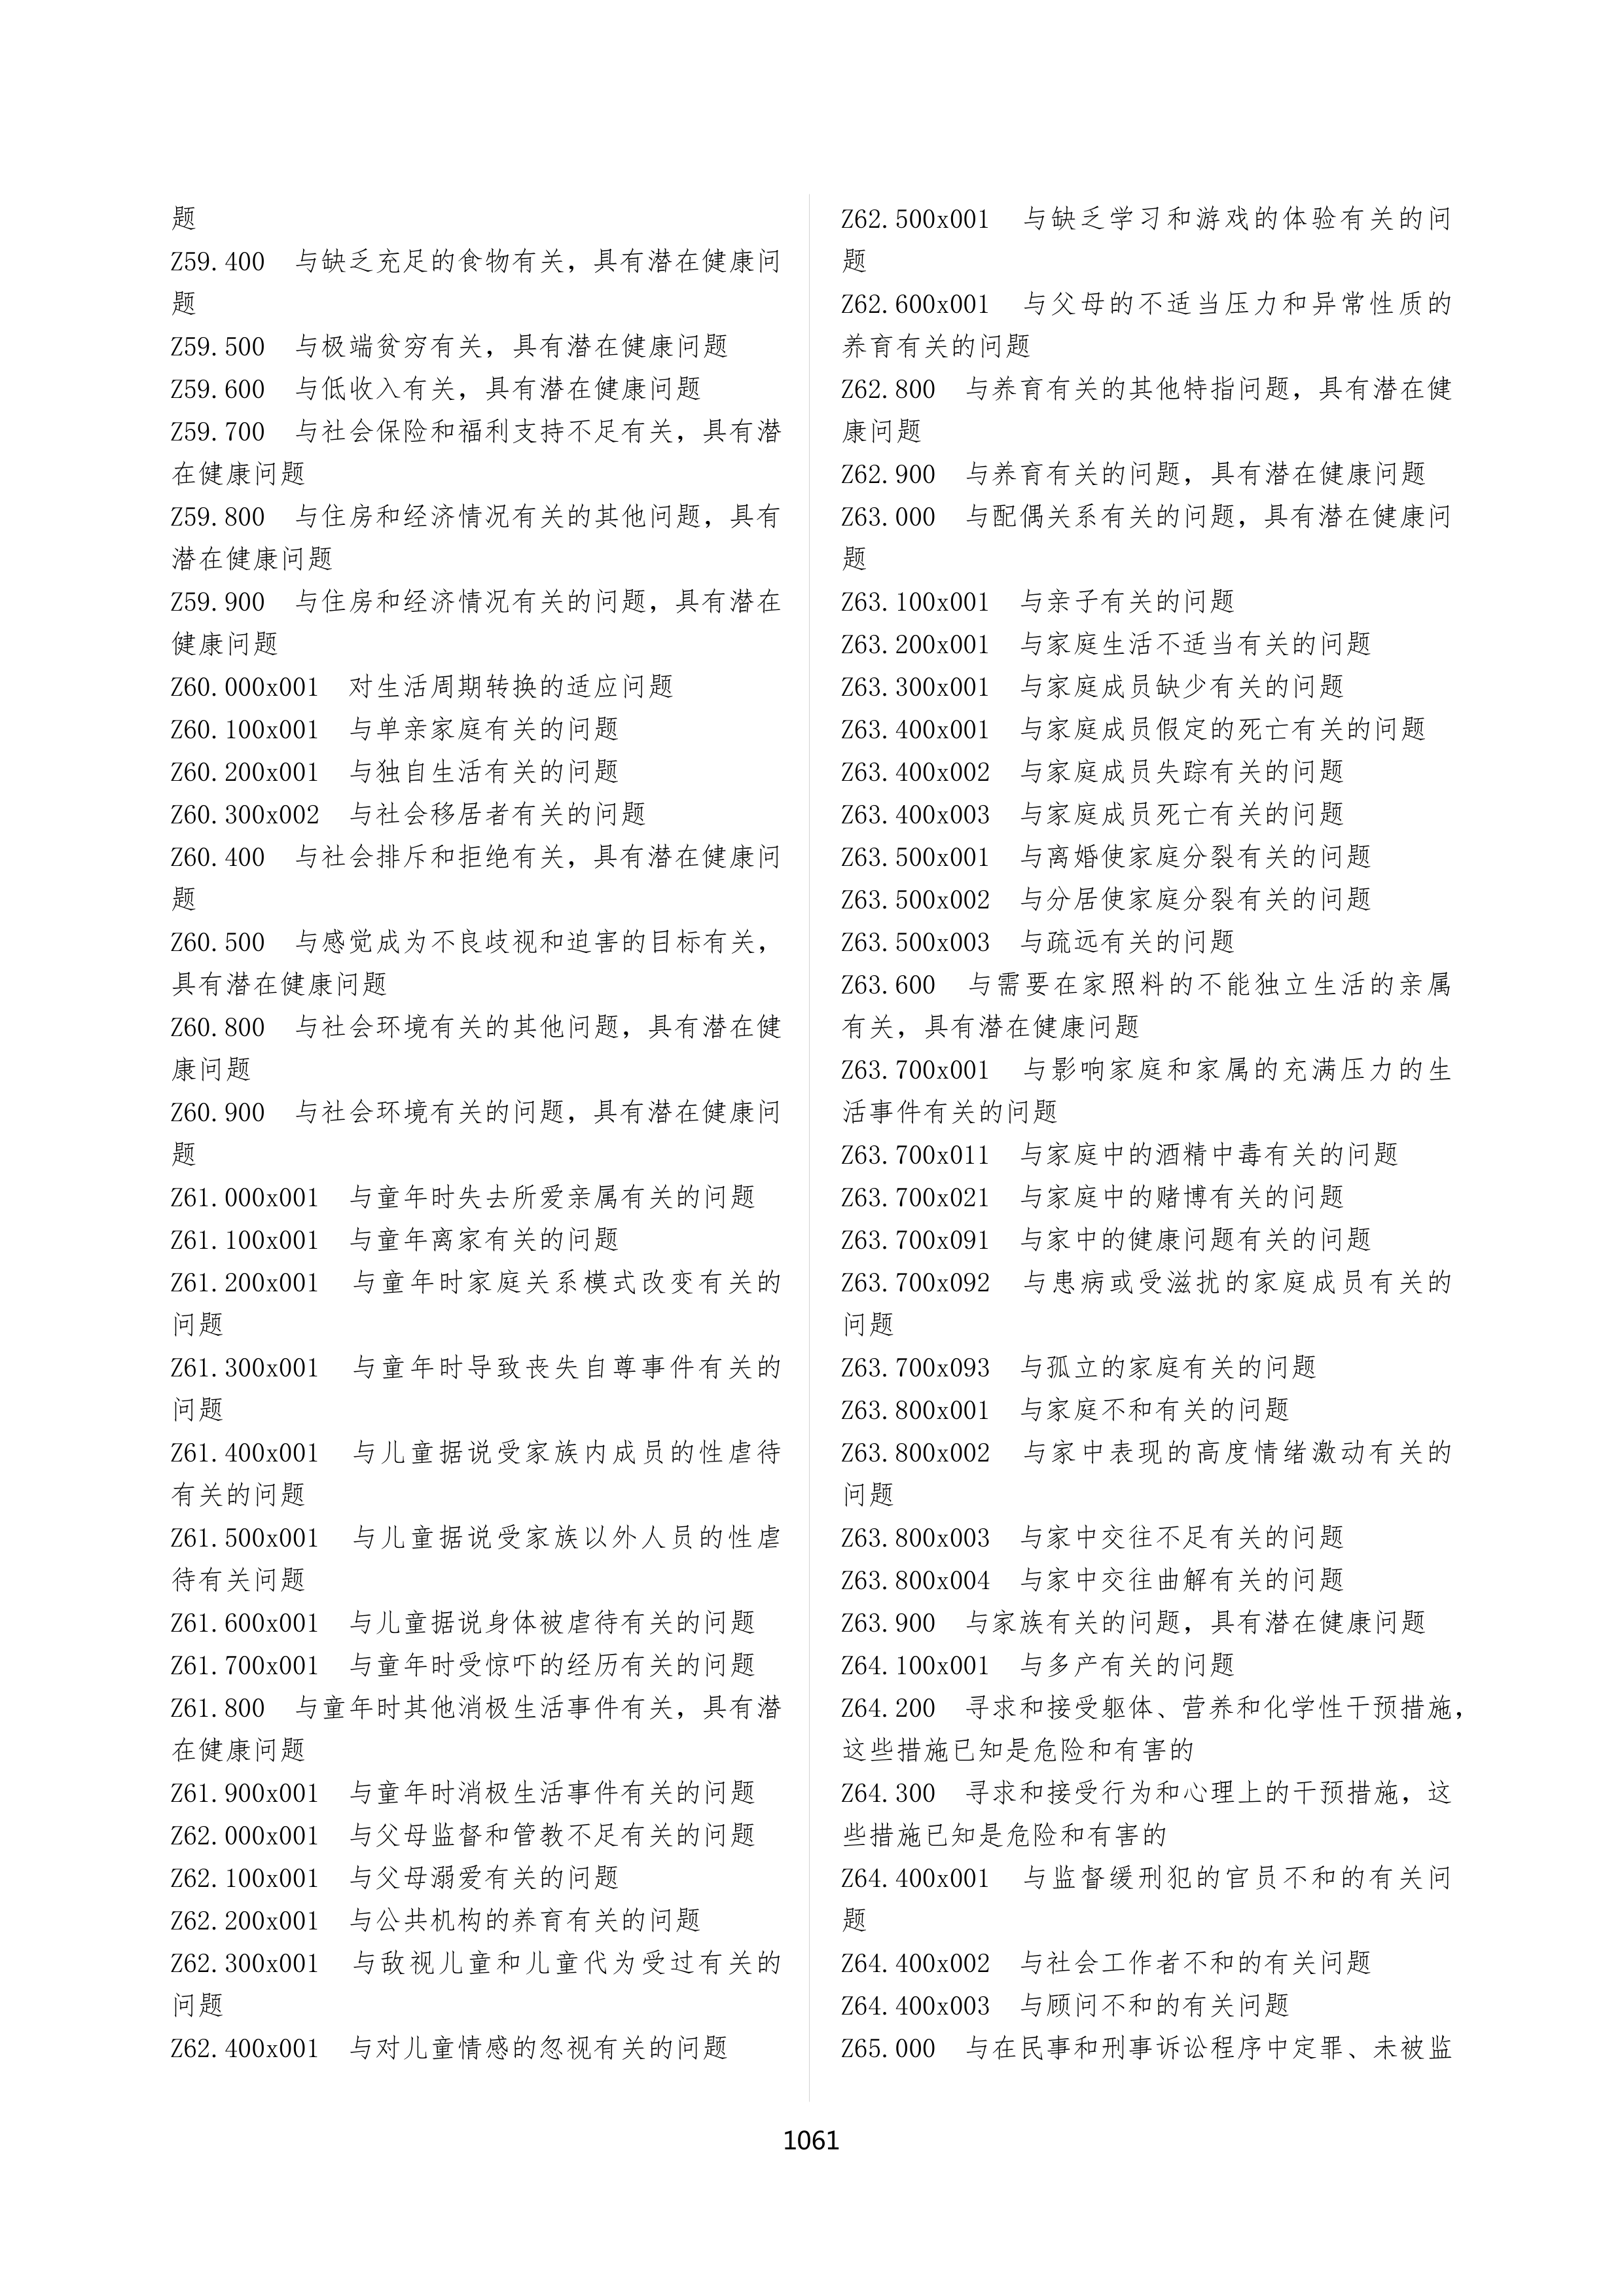 题
Z59.400 与缺乏充足的食物有关，具有潜在健康问
题
Z59.500 与极端贫穷有关，具有潜在健康问题
Z59.600 与低收入有关，具有潜在健康问题
Z59.700 与社会保险和福利支持不足有关，具有潜
在健康问题
Z59.800 与住房和经济情况有关的其他问题，具有
潜在健康问题
Z59.900 与住房和经济情况有关的问题，具有潜在
健康问题
Z60.000x001 对生活周期转换的适应问题
Z60.100x001 与单亲家庭有关的问题
Z60.200x001 与独自生活有关的问题
Z60.300x002 与社会移居者有关的问题
Z60.400 与社会排斥和拒绝有关，具有潜在健康问
题
Z60.500 与感觉成为不良歧视和迫害的目标有关，
具有潜在健康问题
Z60.800 与社会环境有关的其他问题，具有潜在健
康问题
Z60.900 与社会环境有关的问题，具有潜在健康问
题
Z61.000x001 与童年时失去所爱亲属有关的问题
Z61.100x001 与童年离家有关的问题
Z61.200x001 与童年时家庭关系模式改变有关的
问题
Z61.300x001 与童年时导致丧失自尊事件有关的
问题
Z61.400x001 与儿童据说受家族内成员的性虐待
有关的问题
Z61.500x001 与儿童据说受家族以外人员的性虐
待有关问题
Z61.600x001 与儿童据说身体被虐待有关的问题
Z61.700x001 与童年时受惊吓的经历有关的问题
Z61.800 与童年时其他消极生活事件有关，具有潜
在健康问题
Z61.900x001 与童年时消极生活事件有关的问题
Z62.000x001 与父母监督和管教不足有关的问题
Z62.100x001 与父母溺爱有关的问题
Z62.200x001 与公共机构的养育有关的问题
Z62.300x001 与敌视儿童和儿童代为受过有关的
问题
Z62.400x001 与对儿童情感的忽视有关的问题
Z62.500x001 与缺乏学习和游戏的体验有关的问
题
Z62.600x001 与父母的不适当压力和异常性质的
养育有关的问题
Z62.800 与养育有关的其他特指问题，具有潜在健
康问题
Z62.900 与养育有关的问题，具有潜在健康问题
Z63.000 与配偶关系有关的问题，具有潜在健康问
题
Z63.100x001 与亲子有关的问题
Z63.200x001 与家庭生活不适当有关的问题
Z63.300x001 与家庭成员缺少有关的问题
Z63.400x001 与家庭成员假定的死亡有关的问题
Z63.400x002 与家庭成员失踪有关的问题
Z63.400x003 与家庭成员死亡有关的问题
Z63.500x001 与离婚使家庭分裂有关的问题
Z63.500x002 与分居使家庭分裂有关的问题
Z63.500x003 与疏远有关的问题
Z63.600 与需要在家照料的不能独立生活的亲属
有关，具有潜在健康问题
Z63.700x001 与影响家庭和家属的充满压力的生
活事件有关的问题
Z63.700x011 与家庭中的酒精中毒有关的问题
Z63.700x021 与家庭中的赌博有关的问题
Z63.700x091 与家中的健康问题有关的问题
Z63.700x092 与患病或受滋扰的家庭成员有关的
问题
Z63.700x093 与孤立的家庭有关的问题
Z63.800x001 与家庭不和有关的问题
Z63.800x002 与家中表现的高度情绪激动有关的
问题
Z63.800x003 与家中交往不足有关的问题
Z63.800x004 与家中交往曲解有关的问题
Z63.900 与家族有关的问题，具有潜在健康问题
Z64.100x001 与多产有关的问题
Z64.200 寻求和接受躯体、营养和化学性干预措施，
这些措施已知是危险和有害的
Z64.300 寻求和接受行为和心理上的干预措施，这
些措施已知是危险和有害的
Z64.400x001 与监督缓刑犯的官员不和的有关问
题
Z64.400x002 与社会工作者不和的有关问题
Z64.400x003 与顾问不和的有关问题
Z65.000 与在民事和刑事诉讼程序中定罪、未被监
1061